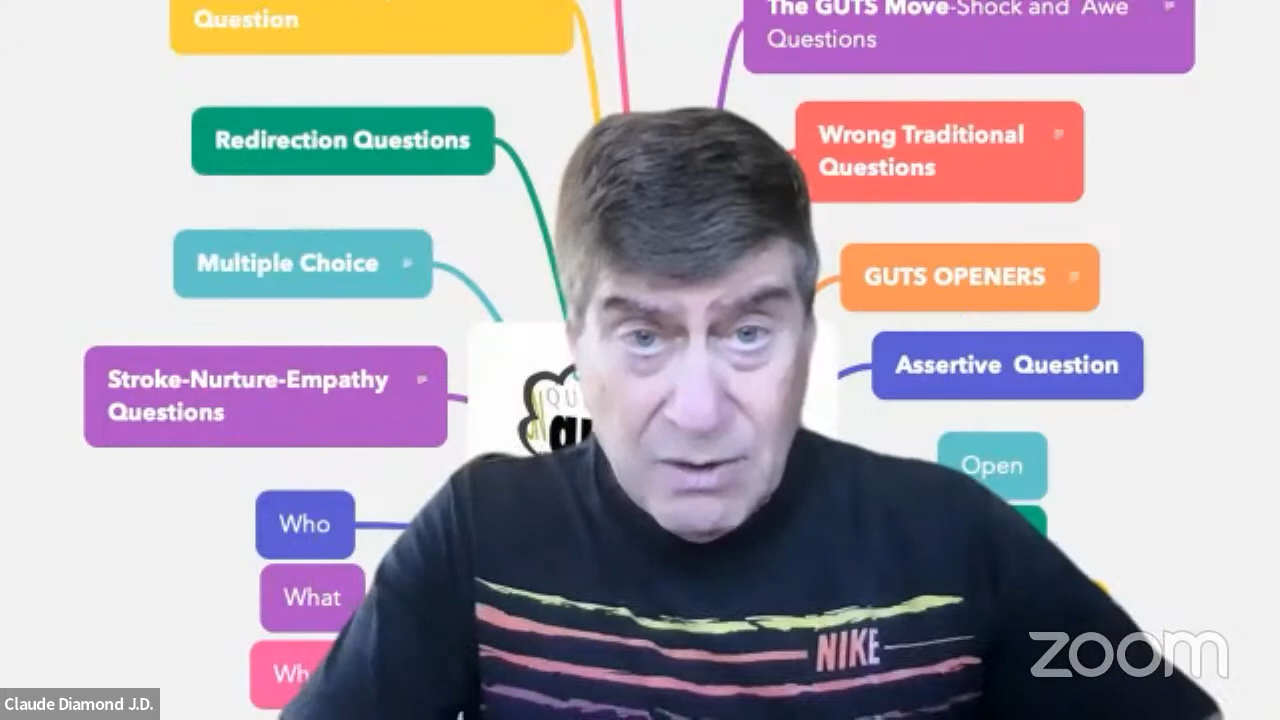 Question
The GUTS Move-Shock and Awe
Questions
Redirection Questions
Wrong Traditional
Questions
Multiple Choice
GUTS OPENERS
Stroke-Nurture-Empathy
Questions
Assertive Question
Open
Who
What
Wh
NIKE
zoom
Claude Diamond J.D.